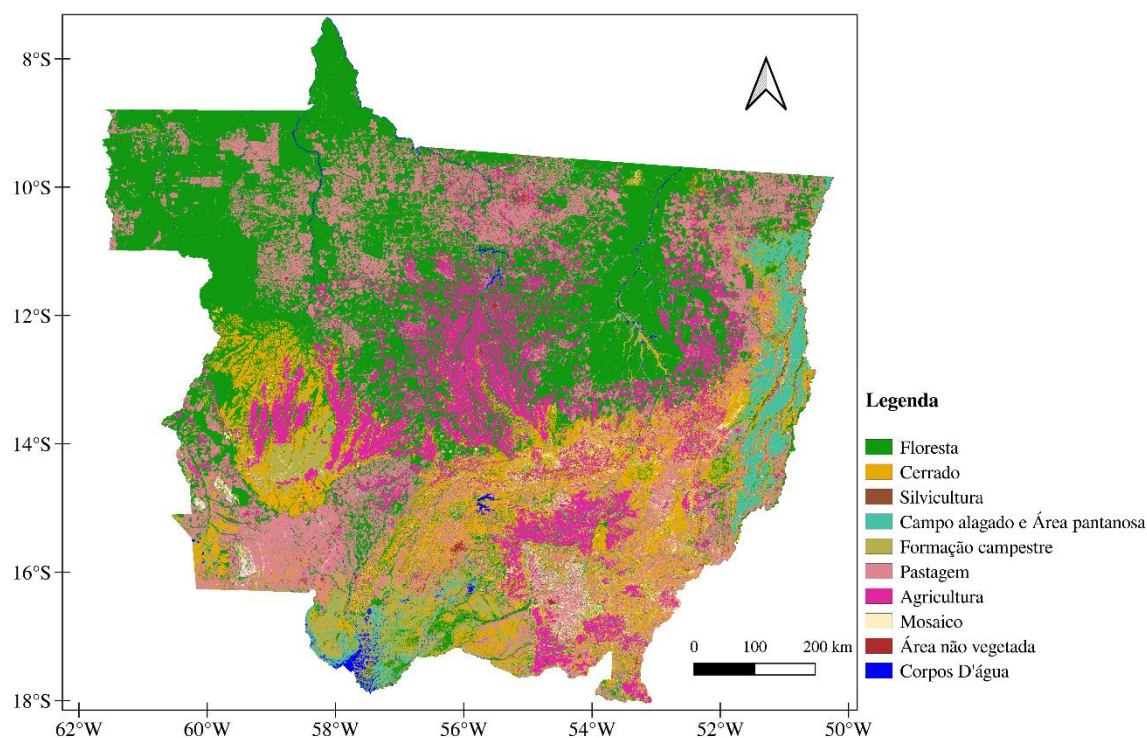 8°S
10°S
12°S
14°S
16°S
18°S
62°W
60°W
58°W
56°W
54°W
52°W
50°W
0 100 200 km
Legenda
Floresta
Cerrado
Silvicultura
Campo alagado e Área pantanosa
Formação campestre
Pastagem
Agricultura
Mosaico
Área não vegetada
Corpos D'água